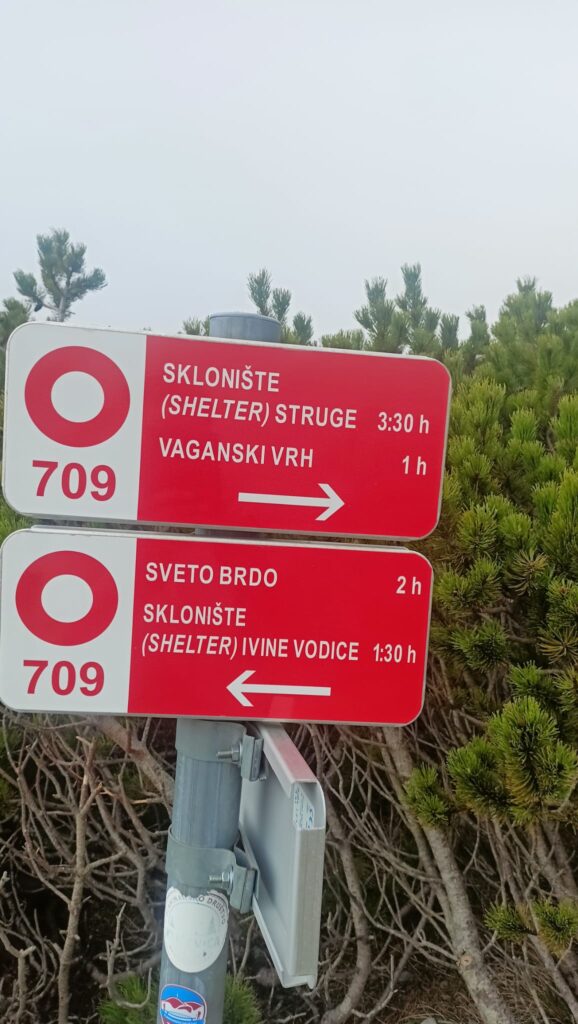 SKLONIŠTE
(SHELTER) STRUGE 3:30 h
VAGANSKI VRH 1 h
709
SVETO BRDO 2 h
SKLONIŠTE
(SHELTER) IVINE VODICE 1:30 h
709